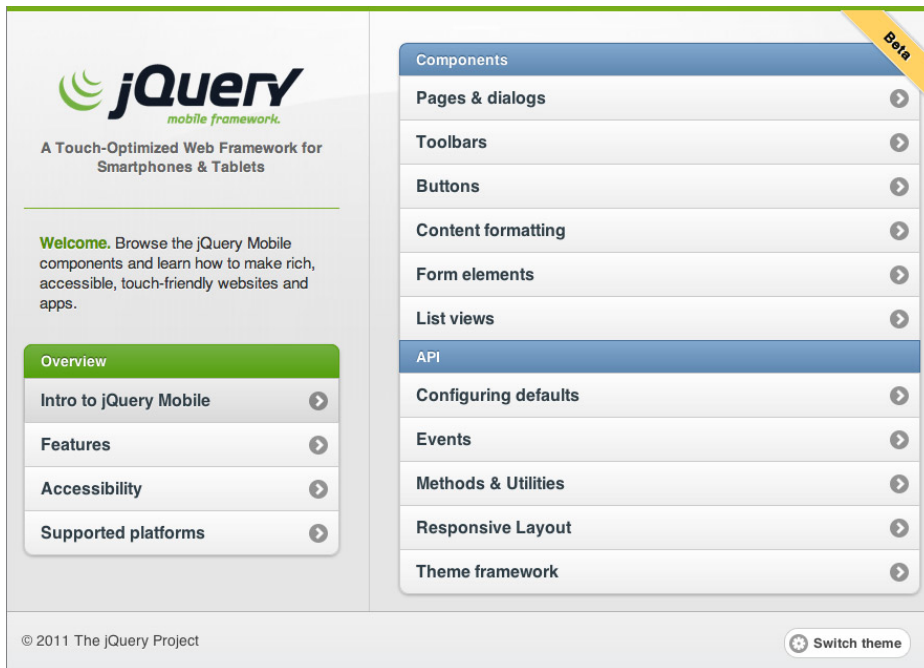 jQuery
mobile framework.
A Touch-Optimized Web Framework for
Smartphones & Tablets
Welcome. Browse the jQuery Mobile
components and learn how to make rich,
accessible, touch-friendly websites and
apps.
Overview
Intro to jQuery Mobile
Features
Accessibility
Supported platforms
Beta
Components
Pages & dialogs
Toolbars
Buttons
Content formatting
Form elements
List views
API
Configuring defaults
Events
Methods & Utilities
Responsive Layout
Theme framework
© 2011 The jQuery Project
Switch theme